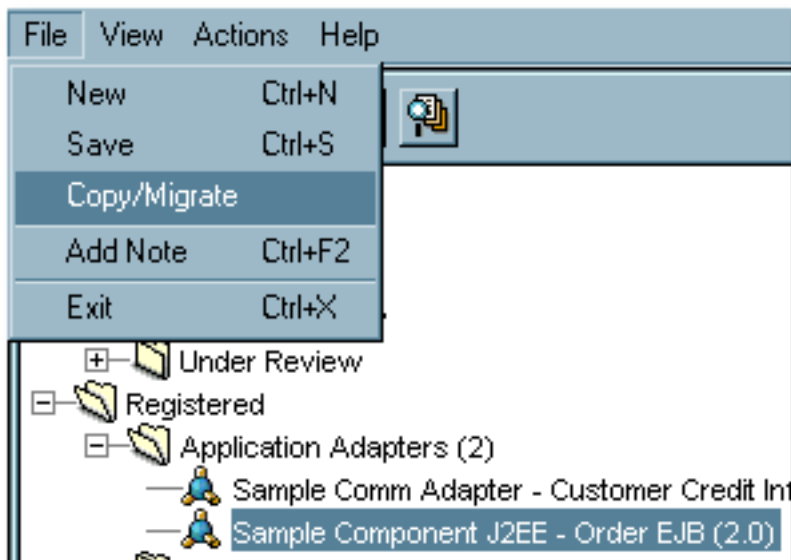 File View Actions Help
New Ctrl+N
Save Ctrl+S
Copy/Migrate
Add Note Ctrl+F2
Exit Ctrl+X
Under Review
Registered
Application Adapters (2)
Sample Comm Adapter - Customer Credit
Sample Component J2EE - Order EJB (2.0)